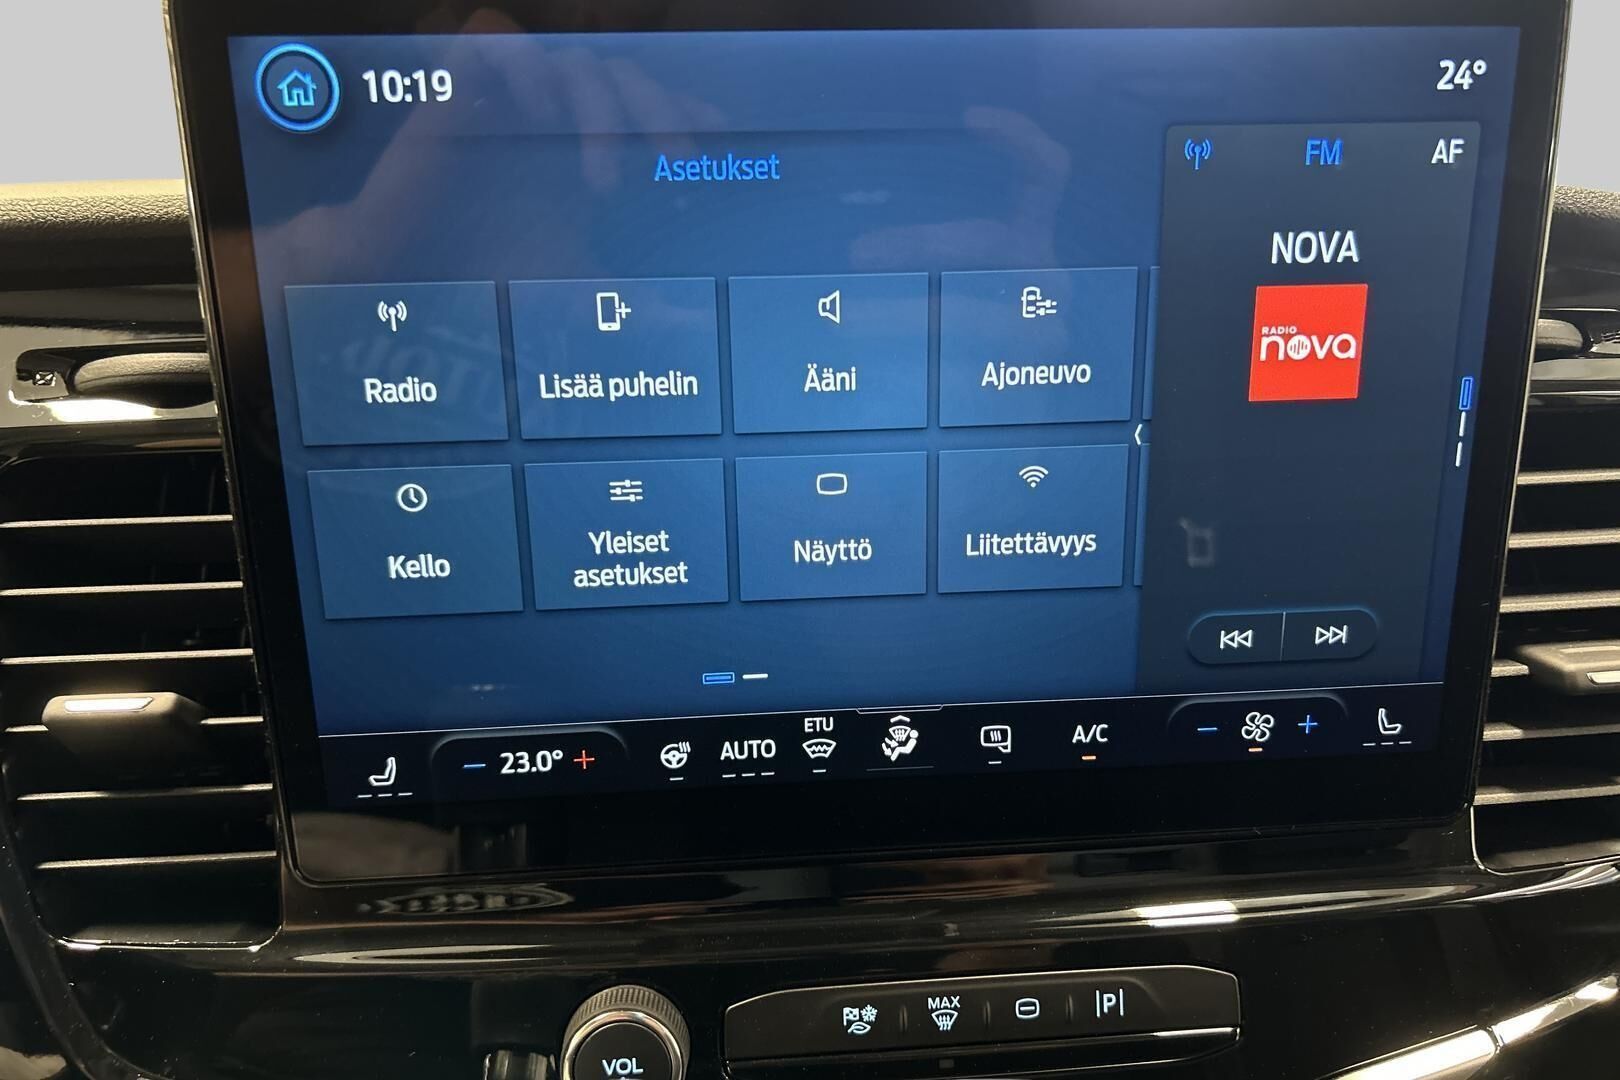 10:19
24°
Asetukset
FM
AF
NOVA
RADIO
nova
Radio
Lisää puhelin
Ääni
Ajoneuvo
Kello
Yleiset
asetukset
Näyttö
Liitettävyys
23.0°
AUTO
ETU
A/C
VOL
MAX
P